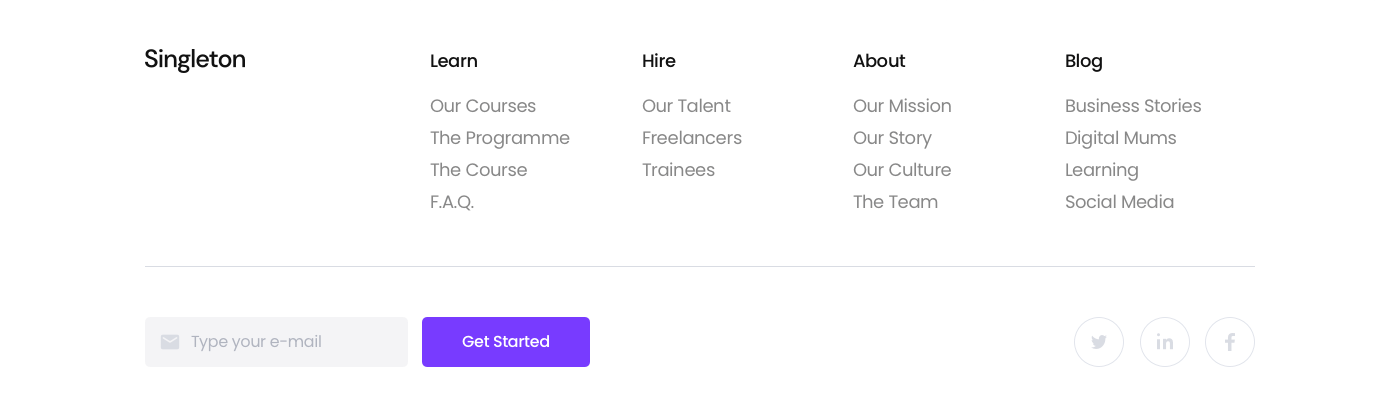 Singleton
Learn
Our Courses
The Programme
The Course
F.A.Q.
Hire
Our Talent
Freelancers
Trainees
About
Our Mission
Our Story
Our Culture
The Team
Blog
Business Stories
Digital Mums
Learning
Social Media
Type your e-mail
Get Started